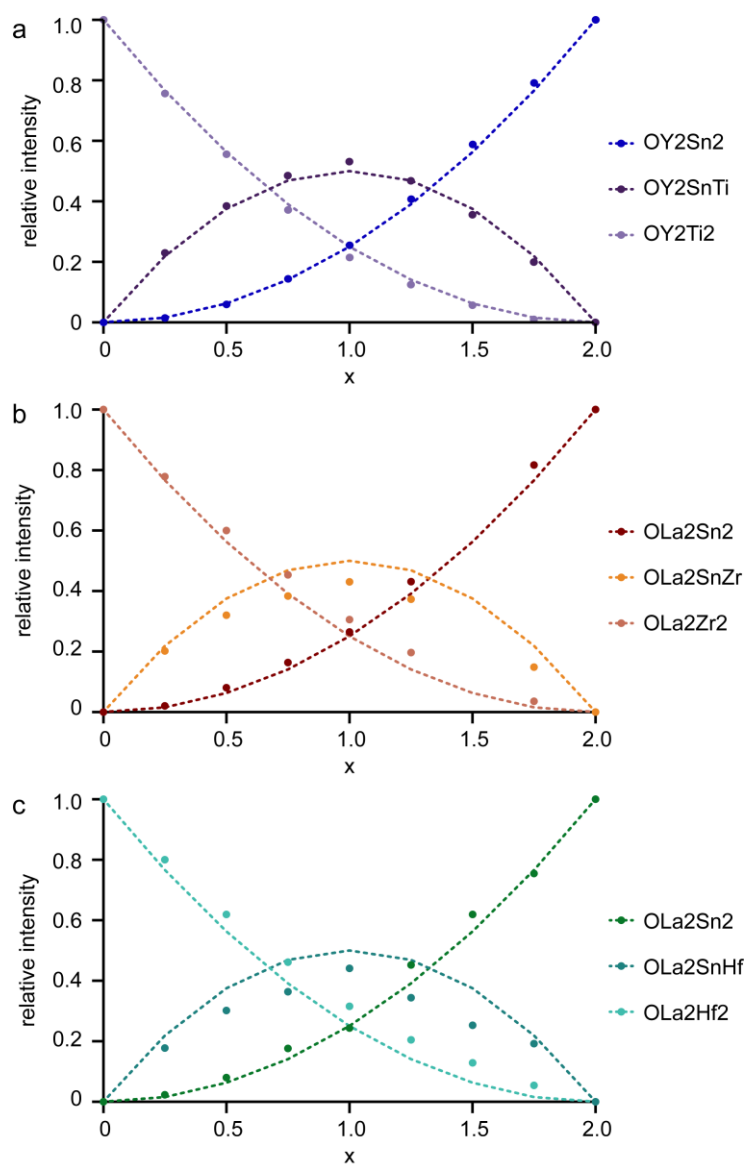 a
relative intensity
1.0
0.8
0.6
0.4
0.2
0
0 0.5 1.0 1.5 2.0
x
OY2Sn2
OY2SnTi
OY2Ti2
b
relative intensity
1.0
0.8
0.6
0.4
0.2
0
0 0.5 1.0 1.5 2.0
x
OLa2Sn2
OLa2SnZr
OLa2Zr2
c
relative intensity
1.0
0.8
0.6
0.4
0.2
0
0 0.5 1.0 1.5 2.0
x
OLa2Sn2
OLa2SnHf
OLa2Hf2